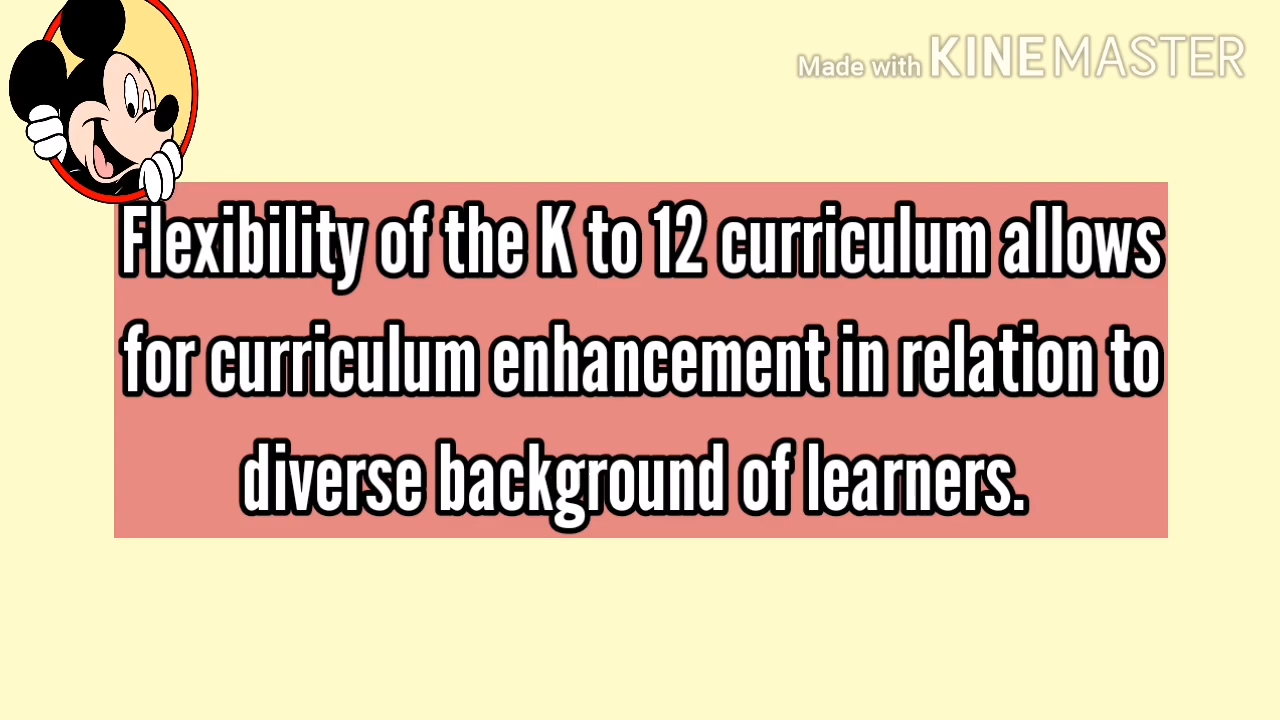 Made with KINEMASTER
Flexibility of the K to 12 curriculum allows
for curriculum enhancement in relation to
diverse background of learners.